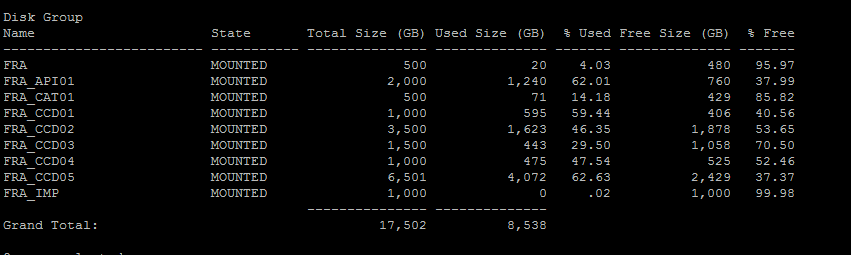 Disk Group
Name                      State       Total Size (GB) Used Size (GB)  % Used Free Size (GB)  % Free
------------------------- ----------- --------------- -------------- ------- -------------- -------
FRA                       MOUNTED                 500             20    4.03            480   95.97
FRA_API01                 MOUNTED               2,000          1,240   62.01            760   37.99
FRA_CAT01                 MOUNTED                 500             71   14.18            429   85.82
FRA_CCD01                 MOUNTED               1,000            595   59.44            406   40.56
FRA_CCD02                 MOUNTED               3,500          1,623   46.35          1,878   53.65
FRA_CCD03                 MOUNTED               1,500            443   29.50          1,058   70.50
FRA_CCD04                 MOUNTED               1,000            475   47.54            525   52.46
FRA_CCD05                 MOUNTED               6,501          4,072   62.63          2,429   37.37
FRA_IMP                   MOUNTED               1,000              0     .02          1,000   99.98
                                      --------------- --------------
Grand Total:                                   17,502          8,538